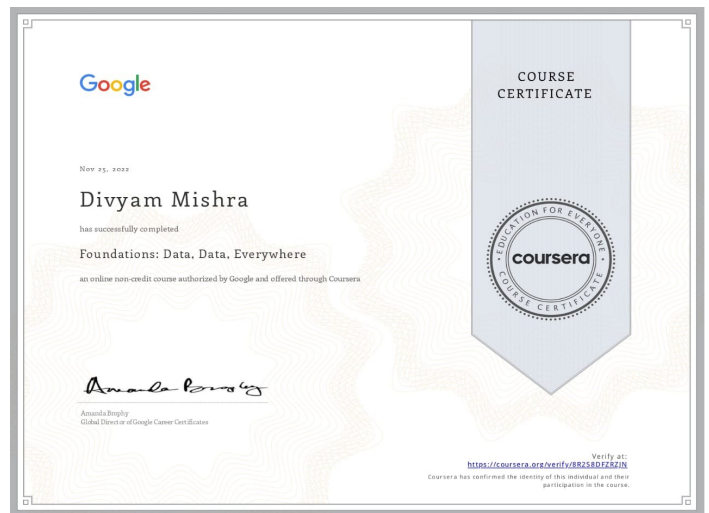 Google
COURSE
CERTIFICATE
Nov 25, 2022
Divyam Mishra
has successfully completed
Foundations: Data, Data, Everywhere
an online non-credit course authorized by Google and offered through Coursera
EDUCATION FOR EVERYONE
coursera
COURSE CERTIFICATE
Amanda Brophy
Amanda Brophy
Global Director of Google Career Certificates
Verify at:
https://coursera.org/verify/8R2S8DFZRZJN
Coursera has confirmed the identity of this individual and their
participation in the course.